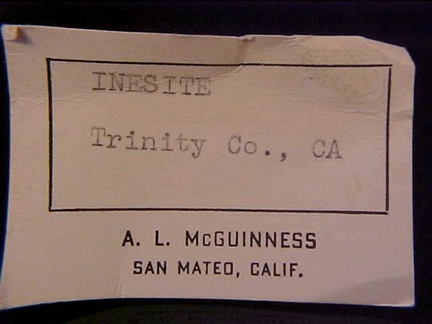 INESITE
Trinity Co., CA
A. L. McGUINNESS
SAN MATEO, CALIF.